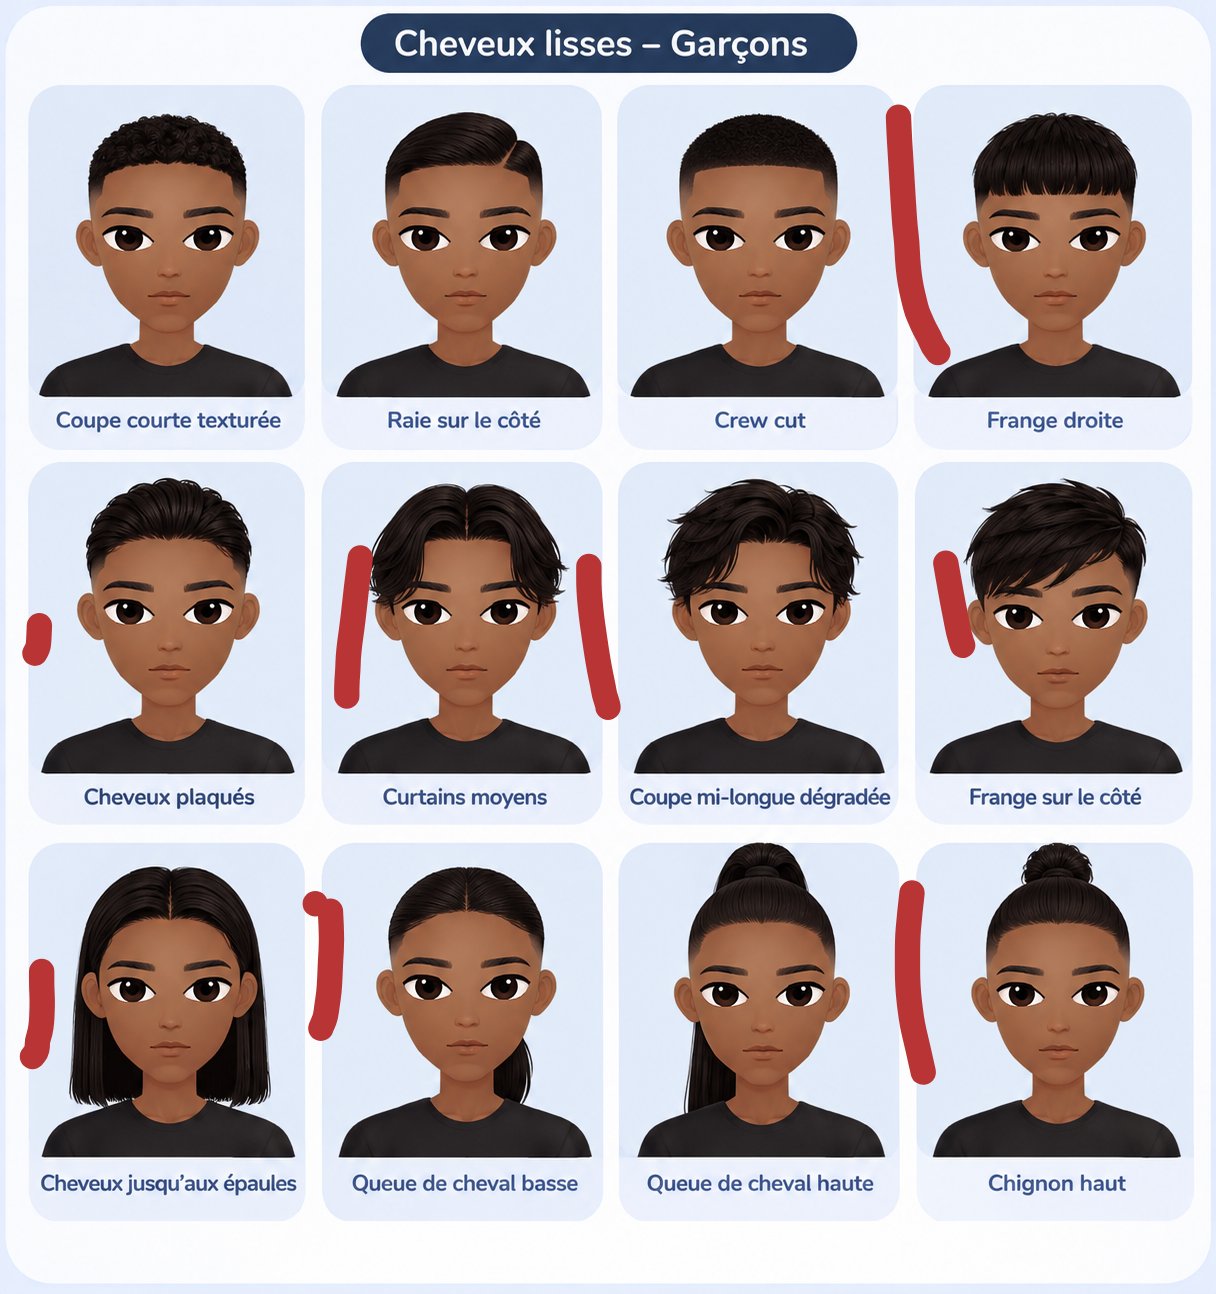 Cheveux lisses – Garçons
Coupe courte texturée
Raie sur le côté
Crew cut
Frange droite
Cheveux plaqués
Curtains moyens
Coupe mi-longue dégradée
Frange sur le côté
Cheveux jusqu’aux épaules
Queue de cheval basse
Queue de cheval haute
Chignon haut